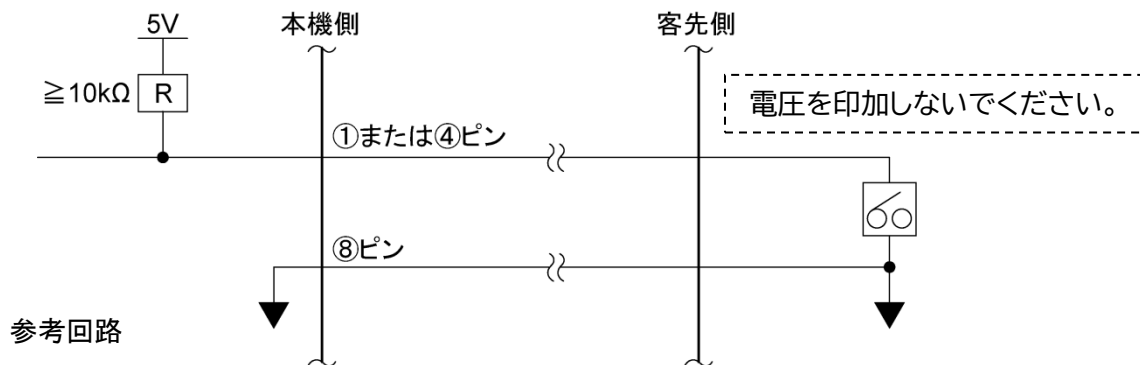 5V
本機側
客先側
≧10kΩ
R
電圧を印加しないでください。
①または④ピン
⑧ピン
参考回路